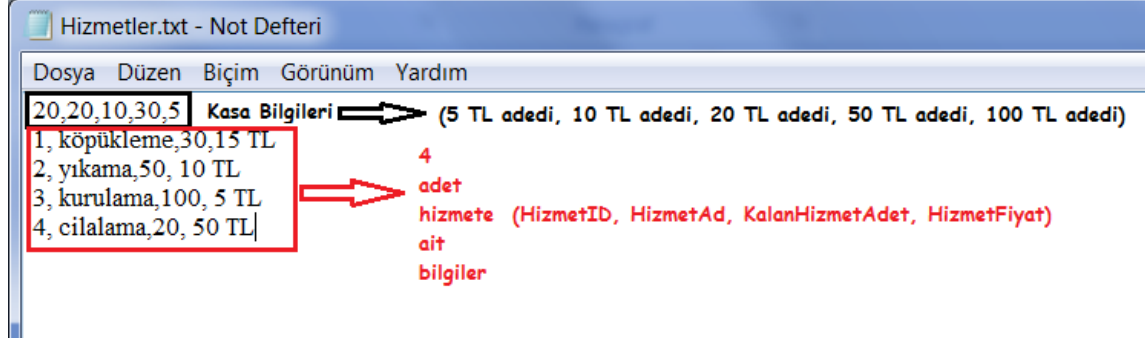 Hizmetler.txt - Not Defteri
Dosya Düzen Biçim Görünüm Yardım
20,20,10,30,5 Kasa Bilgileri (5 TL adedi, 10 TL adedi, 20 TL adedi, 50 TL adedi, 100 TL adedi)
1, köpükleme,30,15 TL
2, yıkama,50, 10 TL
3, kurulama,100, 5 TL
4, cilalama,20, 50 TL
4
adet
hizmete (HizmetID, HizmetAd, KalanHizmetAdet, HizmetFiyat)
ait
bilgiler